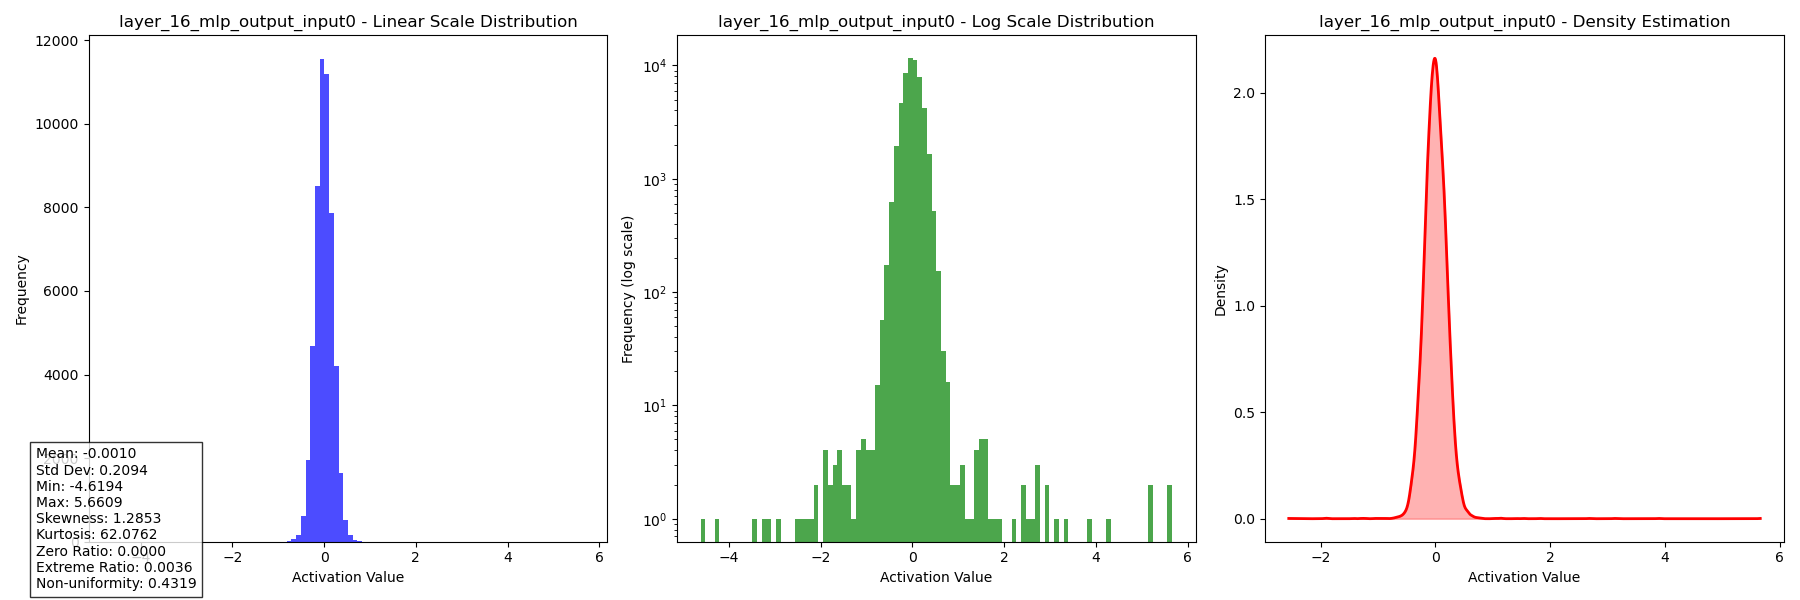 layer_16_mlp_output_input0 - Linear Scale Distribution
12000
10000
8000
6000
4000
2000
0
Frequency
−4
−2
0
2
4
6
Activation Value
Mean: -0.0010
Std Dev: 0.2094
Min: -4.6194
Max: 5.6609
Skewness: 1.2853
Kurtosis: 62.0762
Zero Ratio: 0.0000
Extreme Ratio: 0.0036
Non-uniformity: 0.4319
layer_16_mlp_output_input0 - Log Scale Distribution
10⁴
10³
10²
10¹
10⁰
Frequency (log scale)
−4
−2
0
2
4
6
Activation Value
layer_16_mlp_output_input0 - Density Estimation
2.0
1.5
1.0
0.5
0.0
Density
−2
0
2
4
6
Activation Value